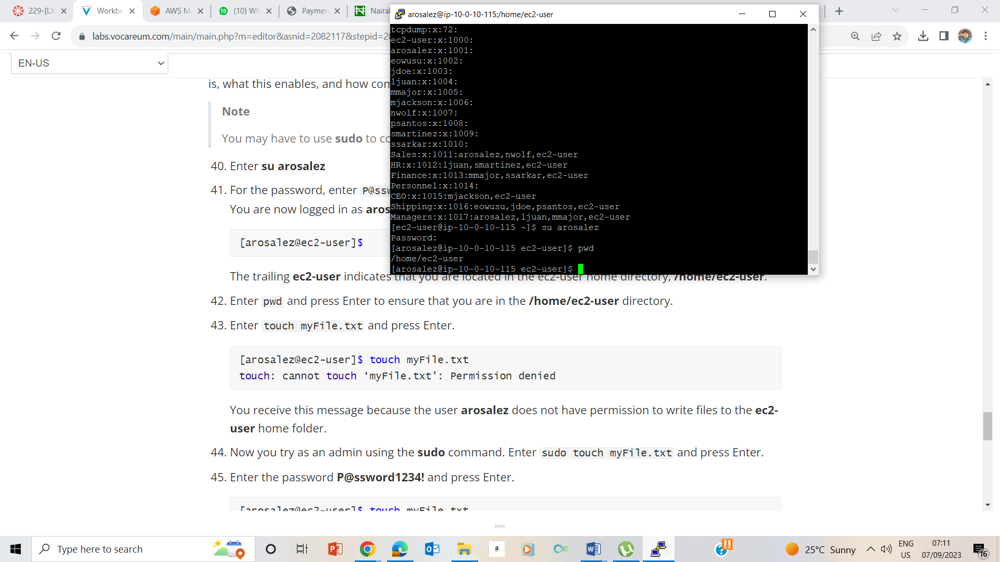 229-[LX
Workbe
AWS Ma
(10) Wh
Paymen
Nairal
arosalez@ip-10-0-10-115:/home/ec2-user
labs.vocareum.com/main/main.php?m=editor&asnid=2082117&stepid=20
EN-US
is, what this enables, and how com
Note
You may have to use sudo to co
40. Enter su arosalez
41. For the password, enter P@ssw
You are now logged in as aros
[arosalez@ec2-user]$
tcpdump:x:72:
ec2-user:x:1000:
arosalez:x:1001:
eowusu:x:1002:
jdoe:x:1003:
ljuan:x:1004:
mmajor:x:1005:
mjackson:x:1006:
nwolf:x:1007:
psantos:x:1008:
smartinez:x:1009:
ssarkar:x:1010:
Sales:x:1011:arosalez,nwolf,ec2-user
HR:x:1012:ljuan,smartinez,ec2-user
Finance:x:1013:mmajor,ssarkar,ec2-user
Personnel:x:1014:
CEO:x:1015:mjackson,ec2-user
Shipping:x:1016:eowusu,jdoe,psantos,ec2-user
Managers:x:1017:arosalez,ljuan,mmajor,ec2-user
[ec2-user@ip-10-0-10-115 ~]$ su arosalez
Password:
[arosalez@ip-10-0-10-115 ec2-user]$ pwd
/home/ec2-user
[arosalez@ip-10-0-10-115 ec2-user]$
The trailing ec2-user indicates that you are located in the ec2-user home directory, /home/ec2-user.
42. Enter pwd and press Enter to ensure that you are in the /home/ec2-user directory.
43. Enter touch myFile.txt and press Enter.
[arosalez@ec2-user]$ touch myFile.txt
touch: cannot touch ‘myFile.txt’: Permission denied
You receive this message because the user arosalez does not have permission to write files to the ec2-
user home folder.
44. Now you try as an admin using the sudo command. Enter sudo touch myFile.txt and press Enter.
45. Enter the password P@ssword1234! and press Enter.
[arosalez@ec2-user]$ touch myFile.txt
Type here to search
a
25°C Sunny
ENG
US
07:11
07/09/2023
16